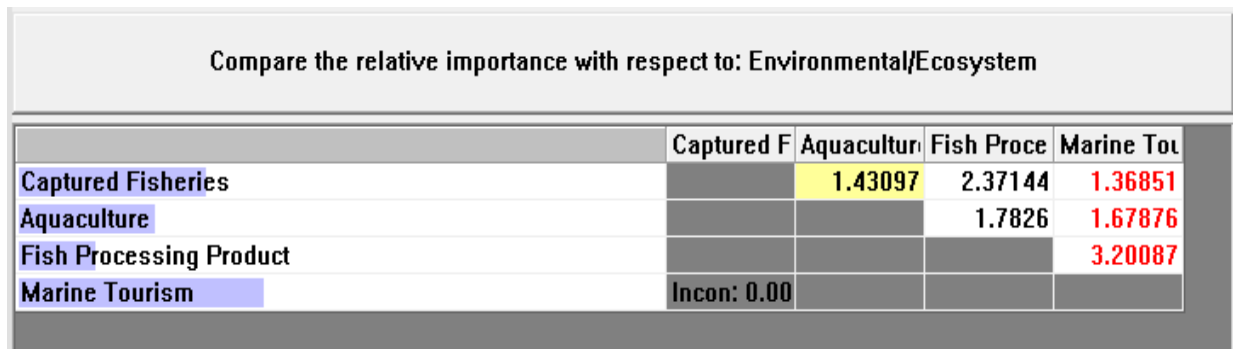 Compare the relative importance with respect to: Environmental/Ecosystem
Captured F Aquacultur Fish Proce Marine Tou
Captured Fisheries 1.43097 2.37144 1.36851
Aquaculture 1.7826 1.67876
Fish Processing Product 3.20087
Marine Tourism Incon: 0.00